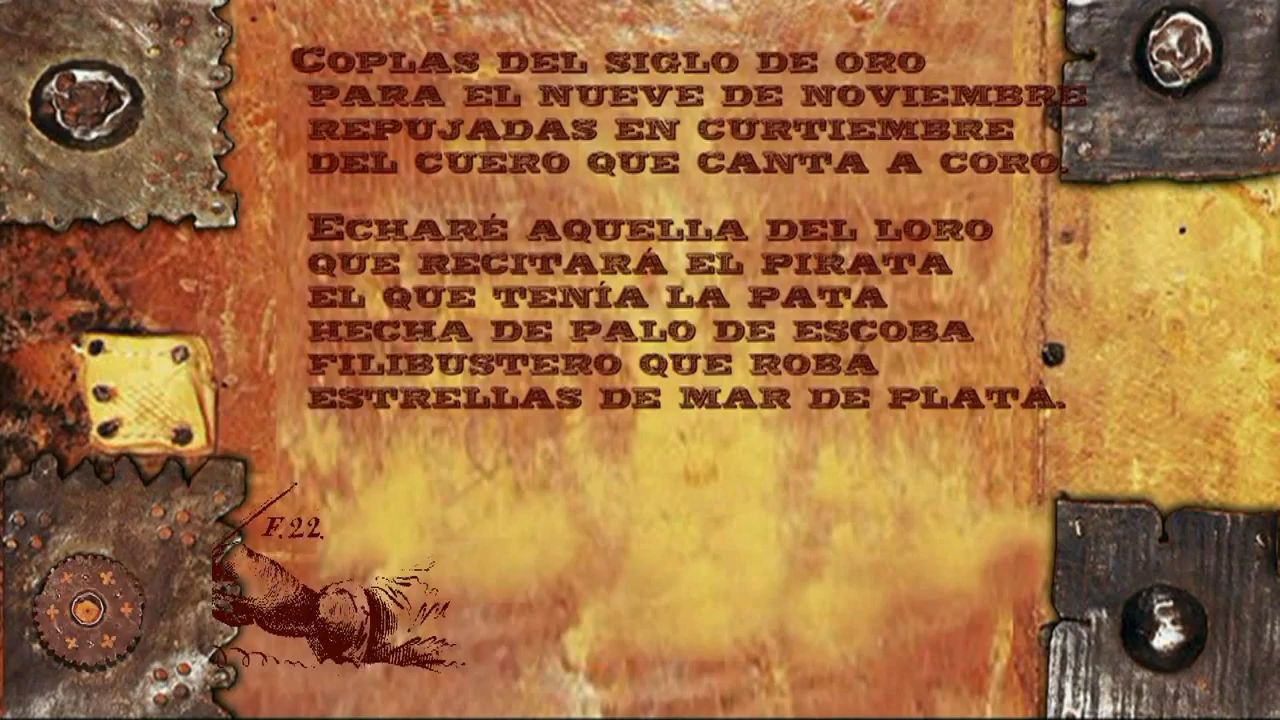 Coplas del siglo de oro
para el nueve de noviembre
repujadas en curtiembre
del cuero que canta a coro.
Echaré aquella del loro
que recitará el pirata
el que tenía la pata
hecha de palo de escoba
filibustero que roba
estrellas de mar de plata.
F.22.